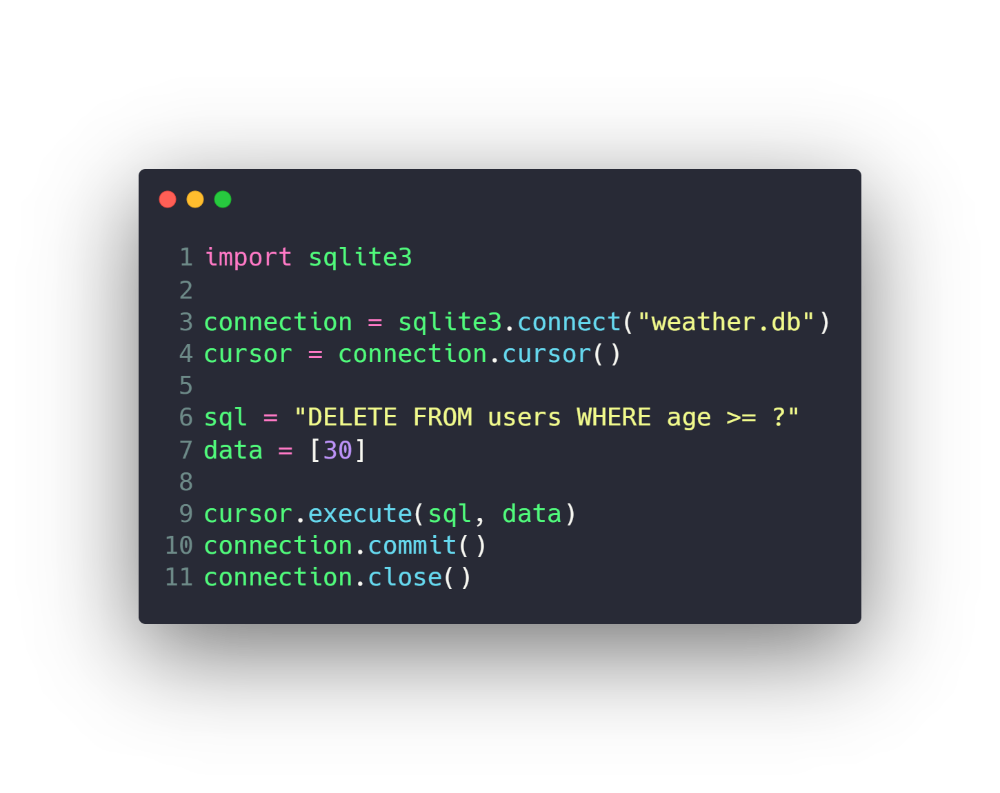 1 import sqlite3
2
3 connection = sqlite3.connect("weather.db")
4 cursor = connection.cursor()
5
6 sql = "DELETE FROM users WHERE age >= ?"
7 data = [30]
8
9 cursor.execute(sql, data)
10 connection.commit()
11 connection.close()